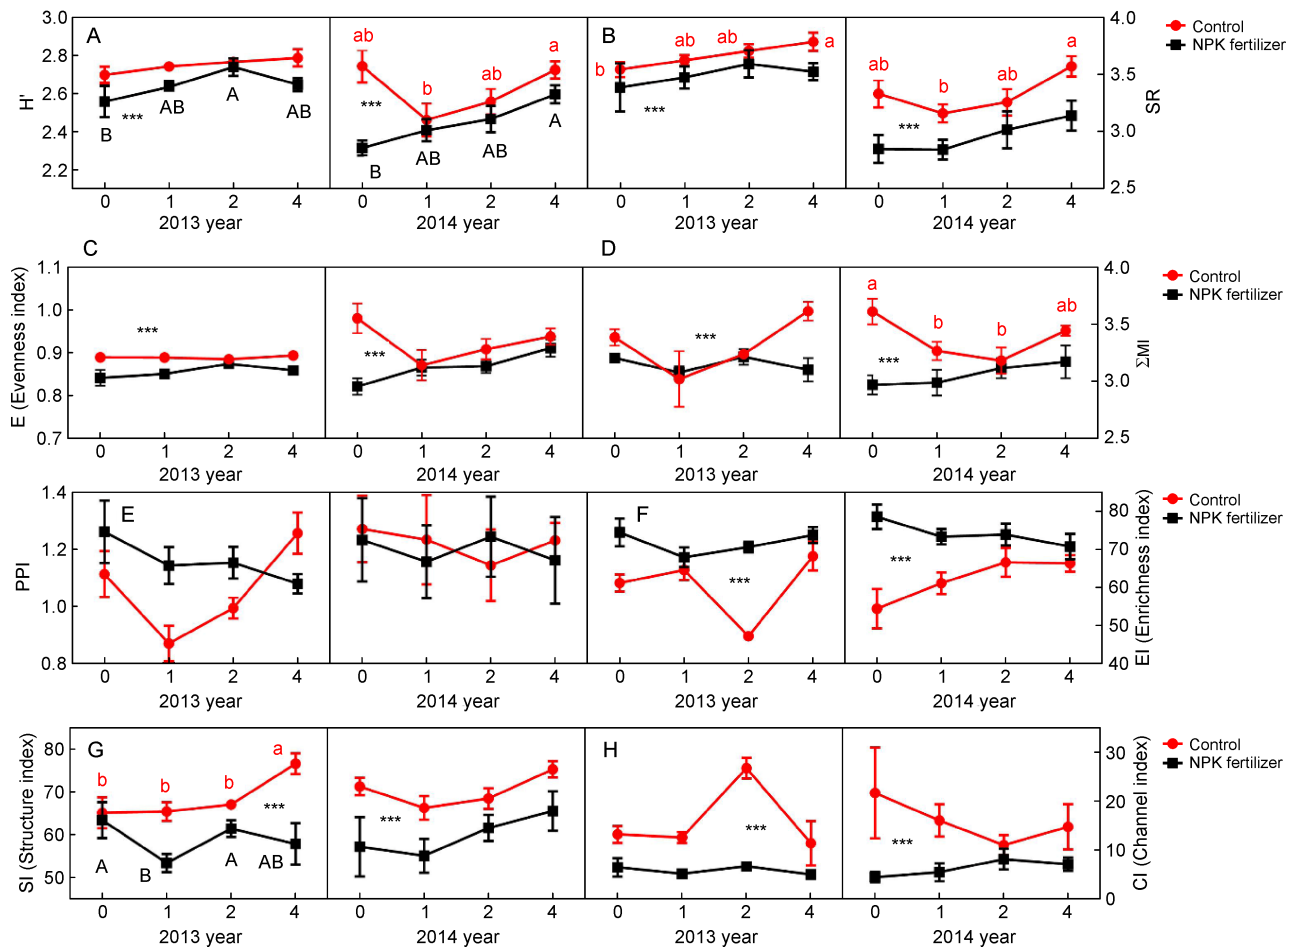 A
B
3.0
2.8
2.6
2.4
2.2
H'
B
***
AB
A
AB
ab
b
ab
a
***
B
AB
AB
A
b
ab
ab
a
***
ab
b
ab
a
***
4.0
3.5
3.0
2.5
SR
Control
NPK fertilizer
0 1 2 4 0 1 2 4 0 1 2 4 0 1 2 4
2013 year 2014 year 2013 year 2014 year
C
D
1.1
1.0
0.9
0.8
0.7
E (Evenness index)
***
***
***
a
b
b
ab
***
4.0
3.5
3.0
2.5
ΣMI
Control
NPK fertilizer
0 1 2 4 0 1 2 4 0 1 2 4 0 1 2 4
2013 year 2014 year 2013 year 2014 year
E
F
1.4
1.2
1.0
0.8
PPI
***
***
80
70
60
50
40
EI (Enrichness index)
Control
NPK fertilizer
0 1 2 4 0 1 2 4 0 1 2 4 0 1 2 4
2013 year 2014 year 2013 year 2014 year
G
H
80
70
60
50
SI (Structure index)
b
b
b
a
***
A
B
A
AB
***
***
***
30
20
10
0
CI (Channel index)
Control
NPK fertilizer
0 1 2 4 0 1 2 4 0 1 2 4 0 1 2 4
2013 year 2014 year 2013 year 2014 year